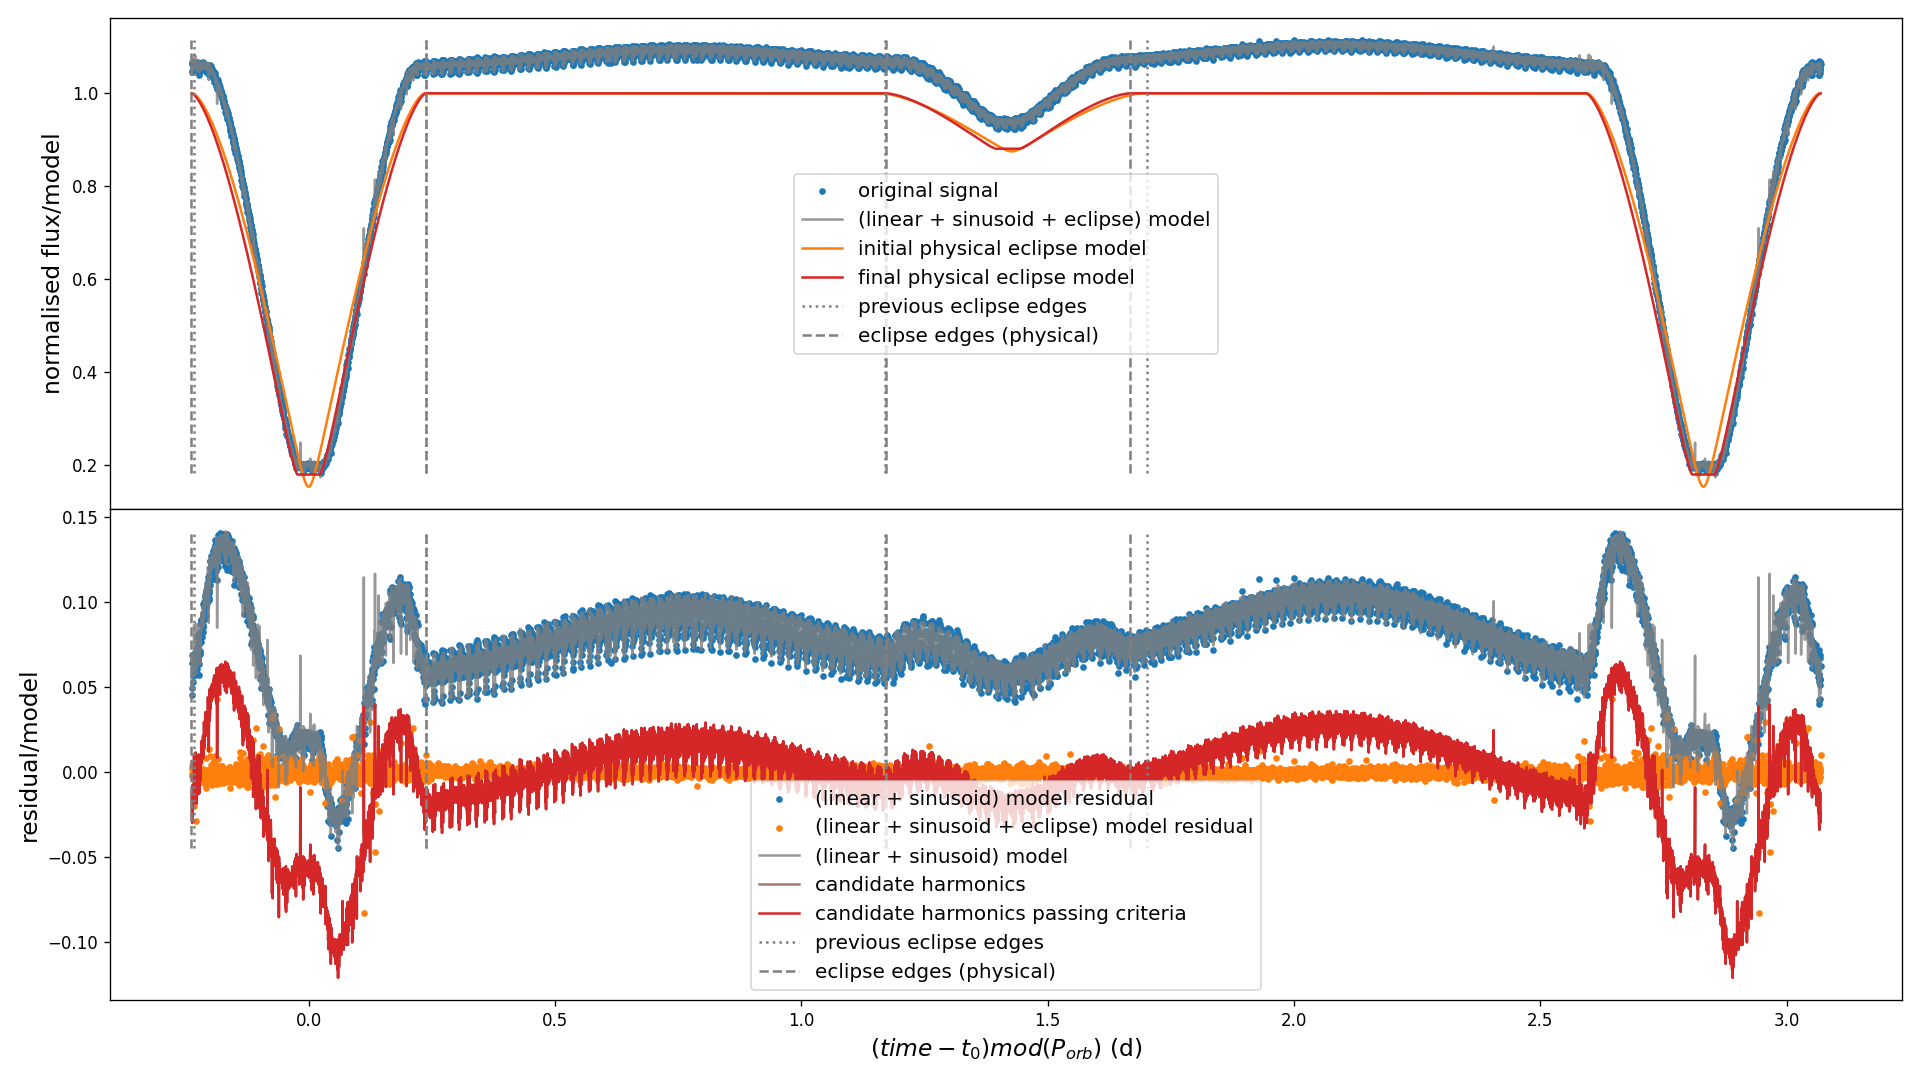 normalised flux/model
1.0
0.8
0.6
0.4
0.2
original signal
(linear + sinusoid + eclipse) model
initial physical eclipse model
final physical eclipse model
previous eclipse edges
eclipse edges (physical)
residual/model
0.15
0.10
0.05
0.00
−0.05
−0.10
(linear + sinusoid) model residual
(linear + sinusoid + eclipse) model residual
(linear + sinusoid) model
candidate harmonics
candidate harmonics passing criteria
previous eclipse edges
eclipse edges (physical)
0.0 0.5 1.0 1.5 2.0 2.5 3.0
(time − t₀)mod(Pₒᵣb) (d)